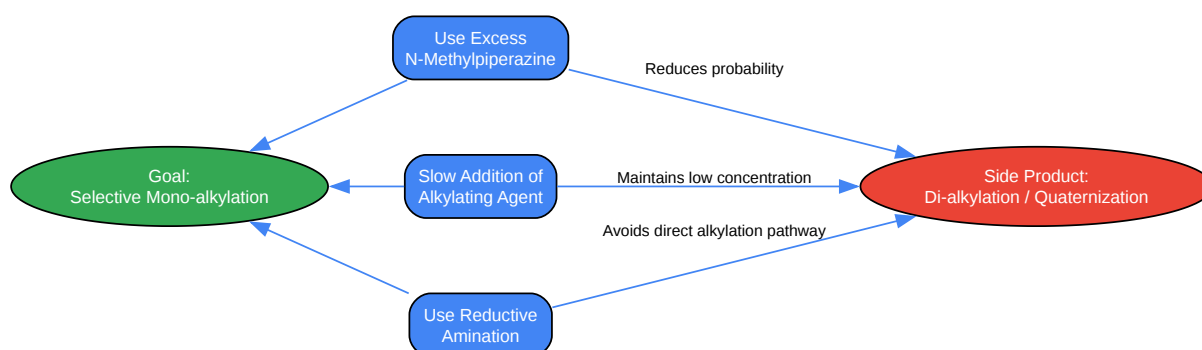 Use Excess
N-Methylpiperazine
Reduces probability
Goal:
Selective Mono-alkylation
Slow Addition of
Alkylating Agent
Maintains low concentration
Side Product:
Di-alkylation / Quaternization
Avoids direct alkylation pathway
Use Reductive
Amination